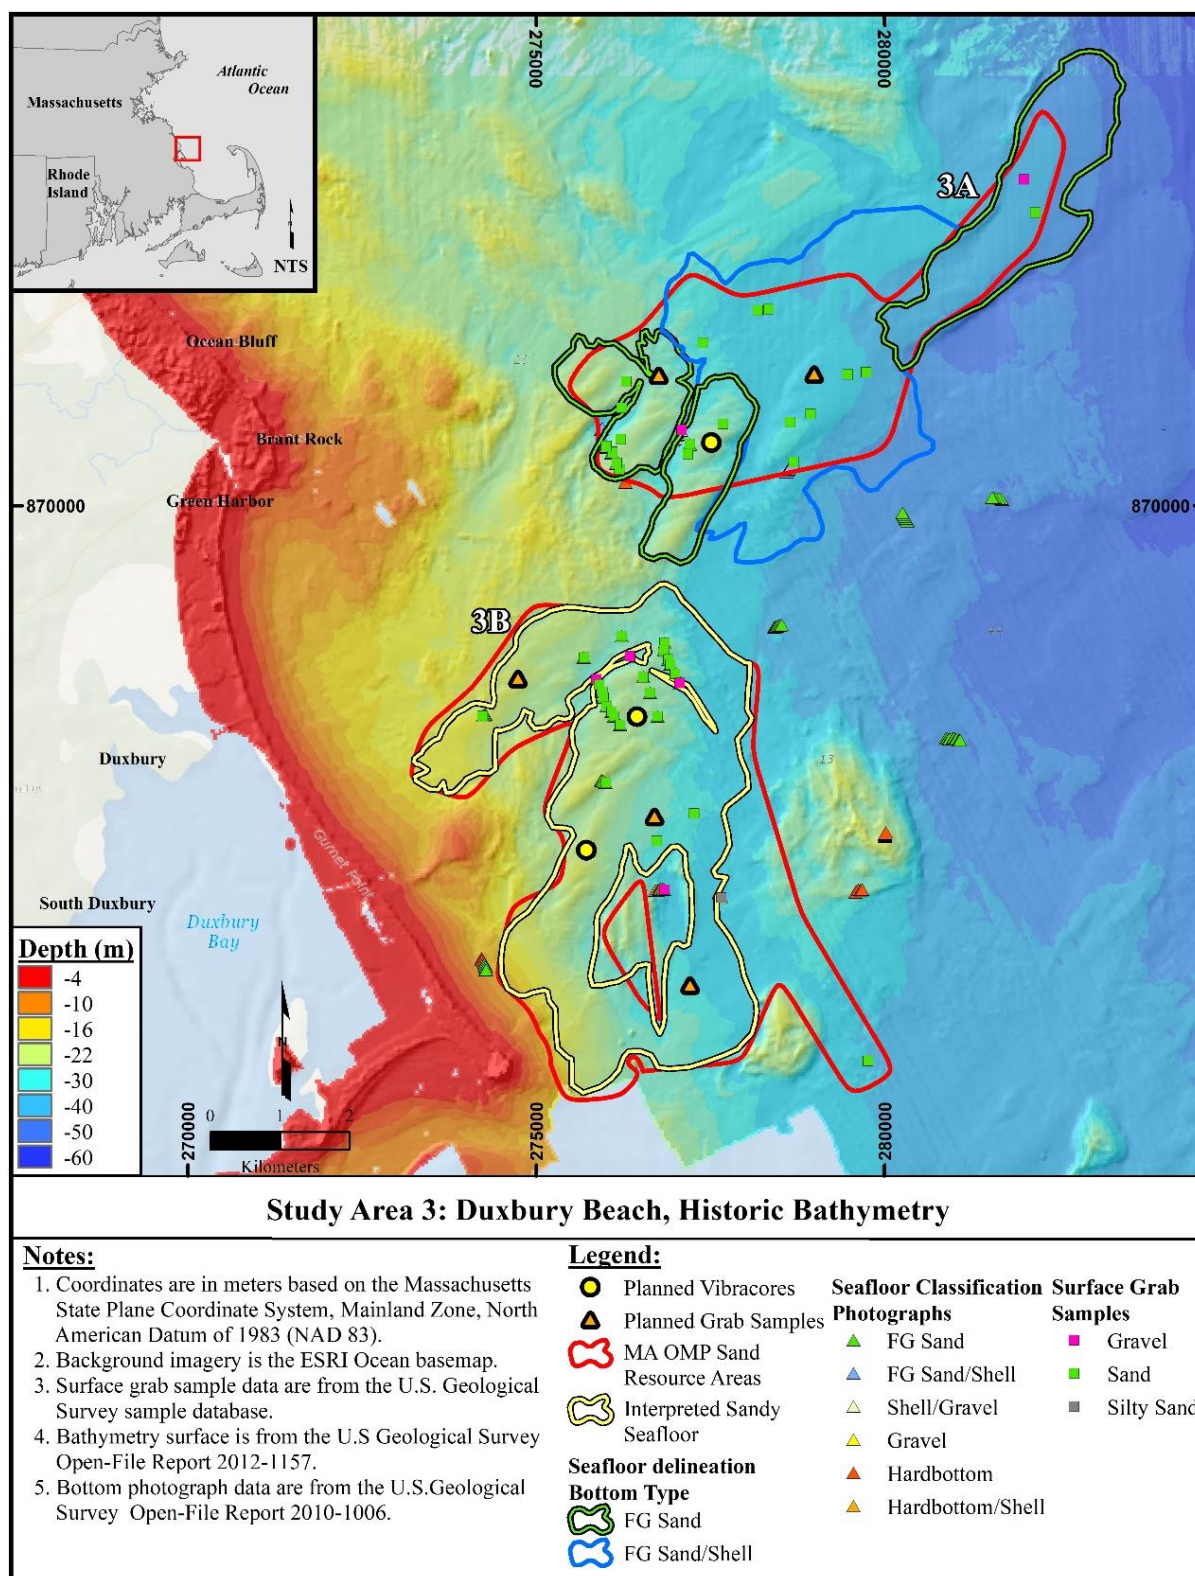 275000
280000
Atlantic
Ocean
Massachusetts
Rhode
Island
NTS
3A
Ocean Bluff
Brant Rock
Green Harbor
870000
870000
3B
Duxbury
13
Gurnet Point
South Duxbury
Duxbury
Bay
Depth (m)
-4
-10
-16
-22
-30
-40
-50
-60
N
0 1 2
Kilometers
270000
275000
280000
Study Area 3: Duxbury Beach, Historic Bathymetry
Notes:
1. Coordinates are in meters based on the Massachusetts
State Plane Coordinate System, Mainland Zone, North
American Datum of 1983 (NAD 83).
2. Background imagery is the ESRI Ocean basemap.
3. Surface grab sample data are from the U.S. Geological
Survey sample database.
4. Bathymetry surface is from the U.S Geological Survey
Open-File Report 2012-1157.
5. Bottom photograph data are from the U.S.Geological
Survey Open-File Report 2010-1006.
Legend:
Planned Vibracores
Planned Grab Samples
MA OMP Sand
Resource Areas
Interpreted Sandy
Seafloor
Seafloor delineation
Bottom Type
FG Sand
FG Sand/Shell
Seafloor Classification
Photographs
FG Sand
FG Sand/Shell
Shell/Gravel
Gravel
Hardbottom
Hardbottom/Shell
Surface Grab
Samples
Gravel
Sand
Silty Sand